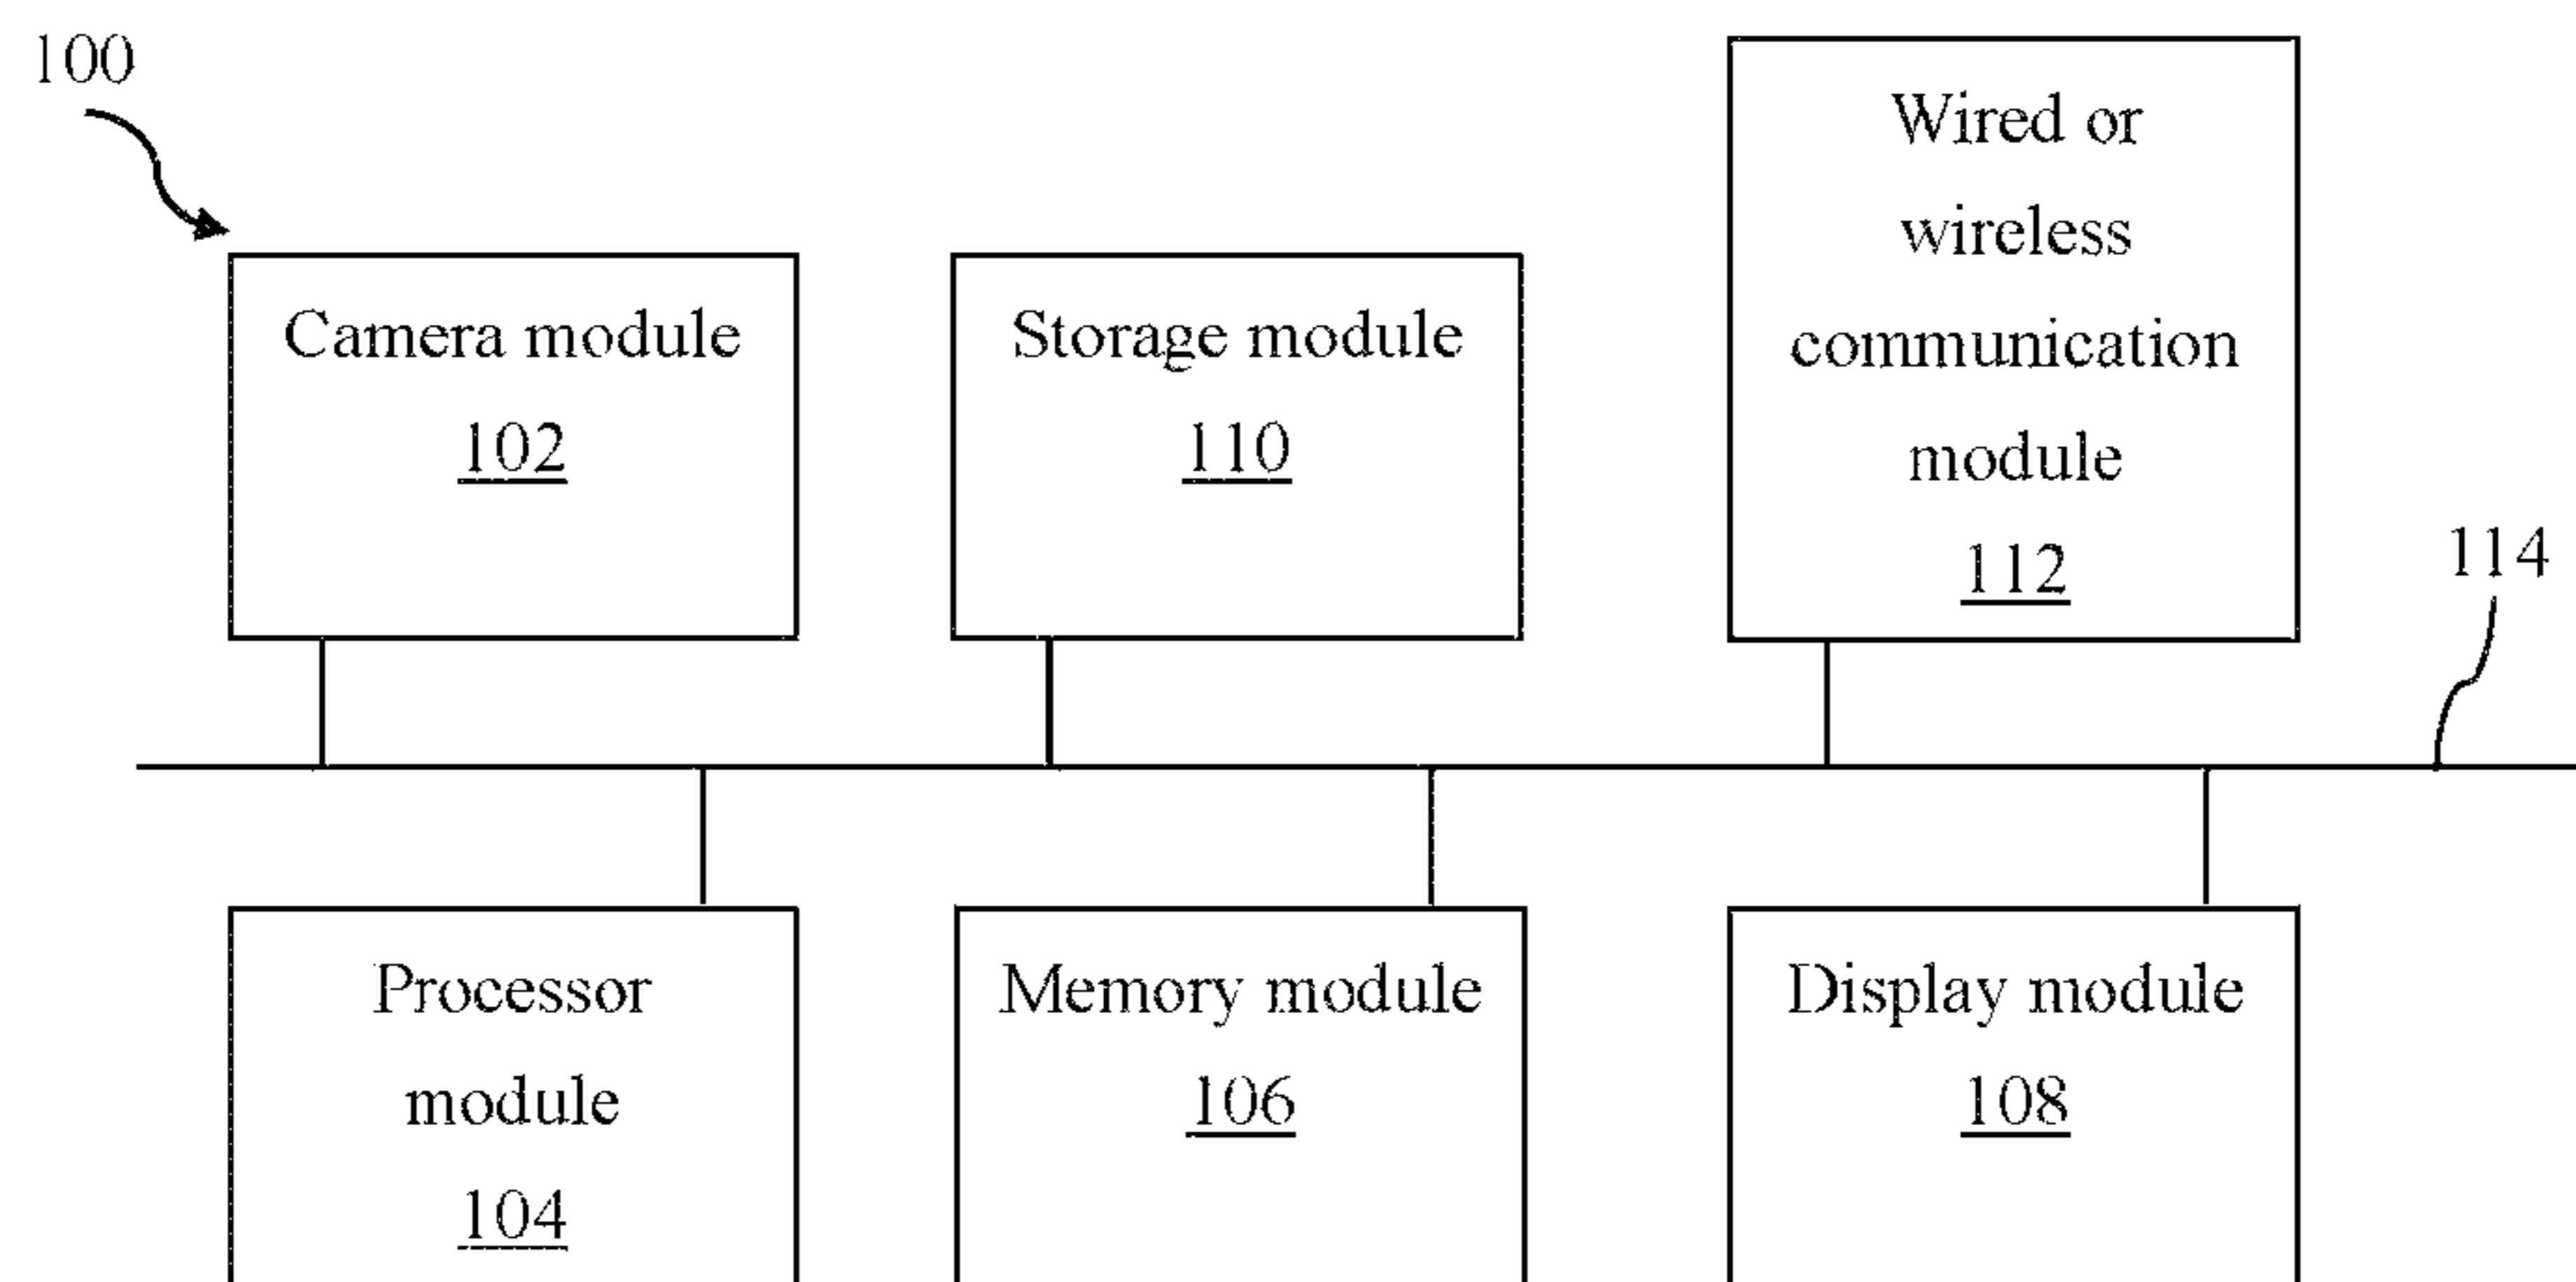 100
Camera module
102
Storage module
110
Wired or
wireless
communication
module
112
114
Processor
module
104
Memory module
106
Display module
108